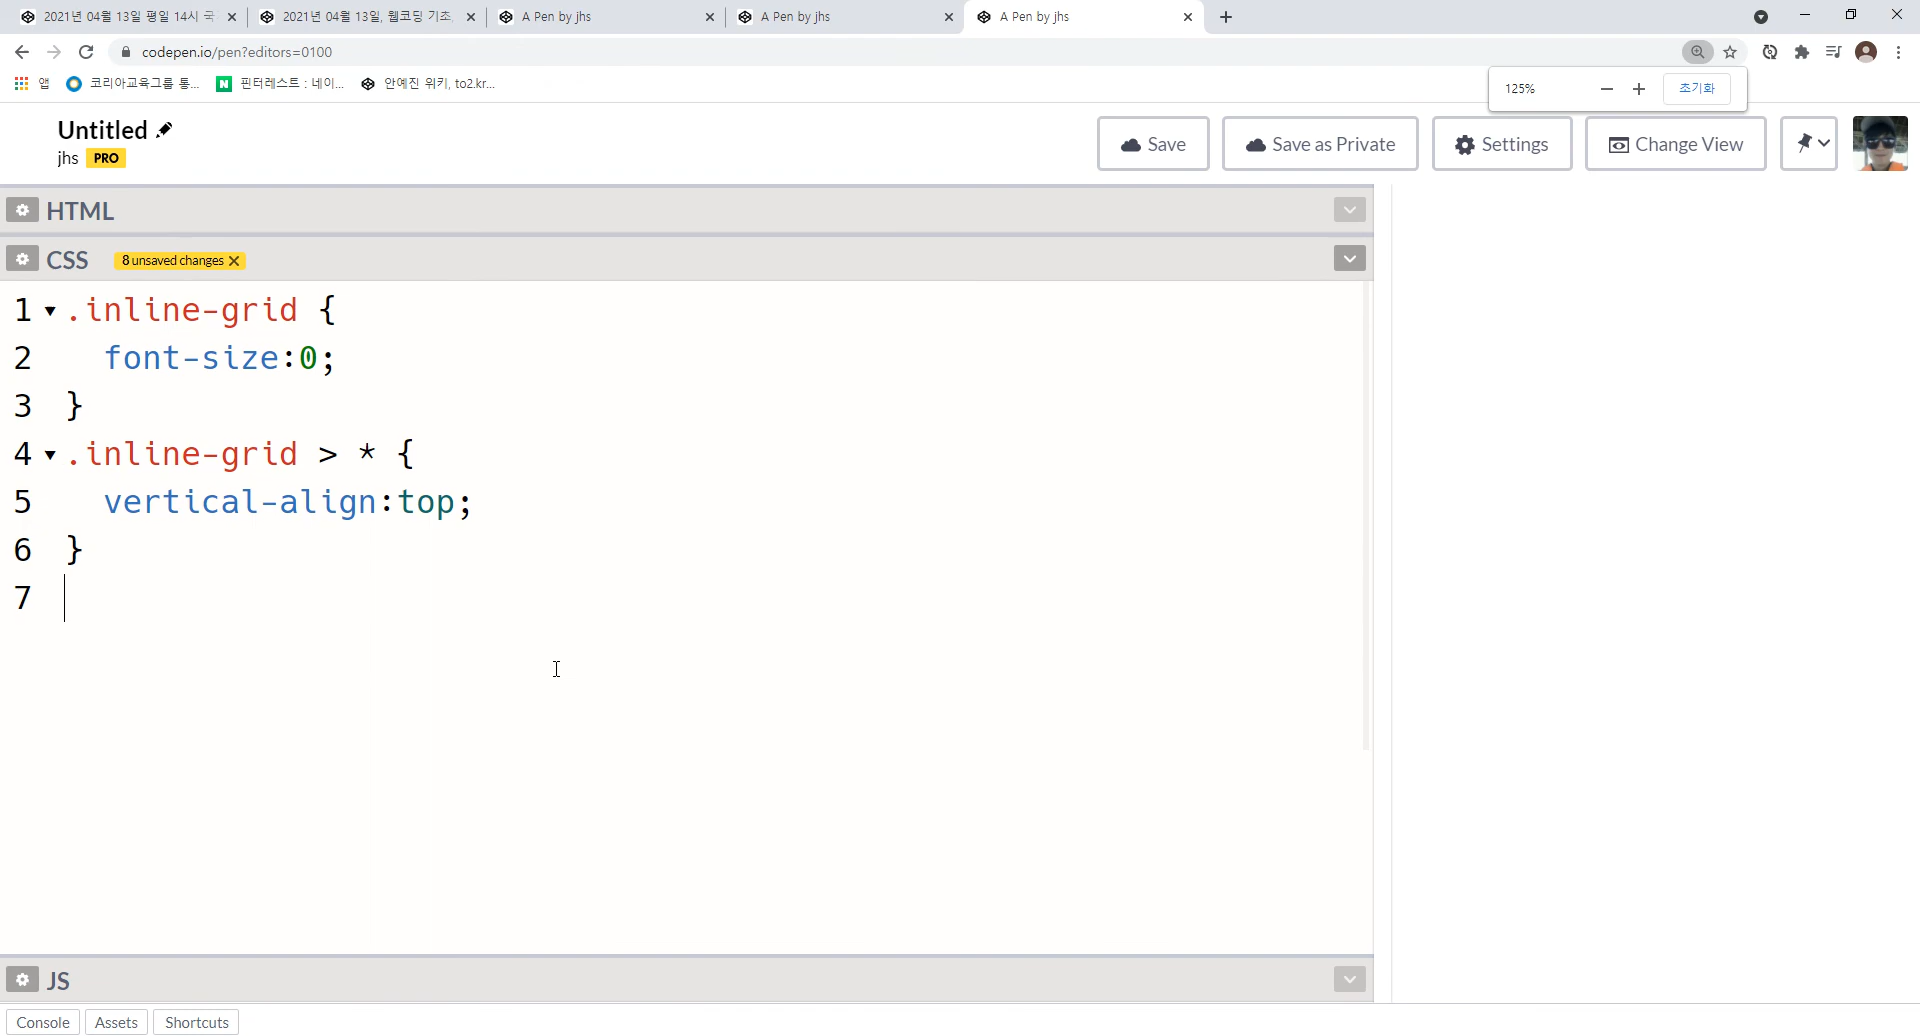 2021년 04월 13일 평일 14시 국
2021년 04월 13일, 웹코딩 기초,
A Pen by jhs
A Pen by jhs
A Pen by jhs
codepen.io/pen?editors=0100
앱
코리아교육그룹 통...
N
핀터레스트 : 네이...
안예진 위키, to2.kr...
125%
초기화
Untitled
jhs PRO
Save
Save as Private
Settings
Change View
HTML
CSS
8 unsaved changes
1 .inline-grid {
2 font-size:0;
3 }
4 .inline-grid > * {
5 vertical-align:top;
6 }
7
JS
Console
Assets
Shortcuts